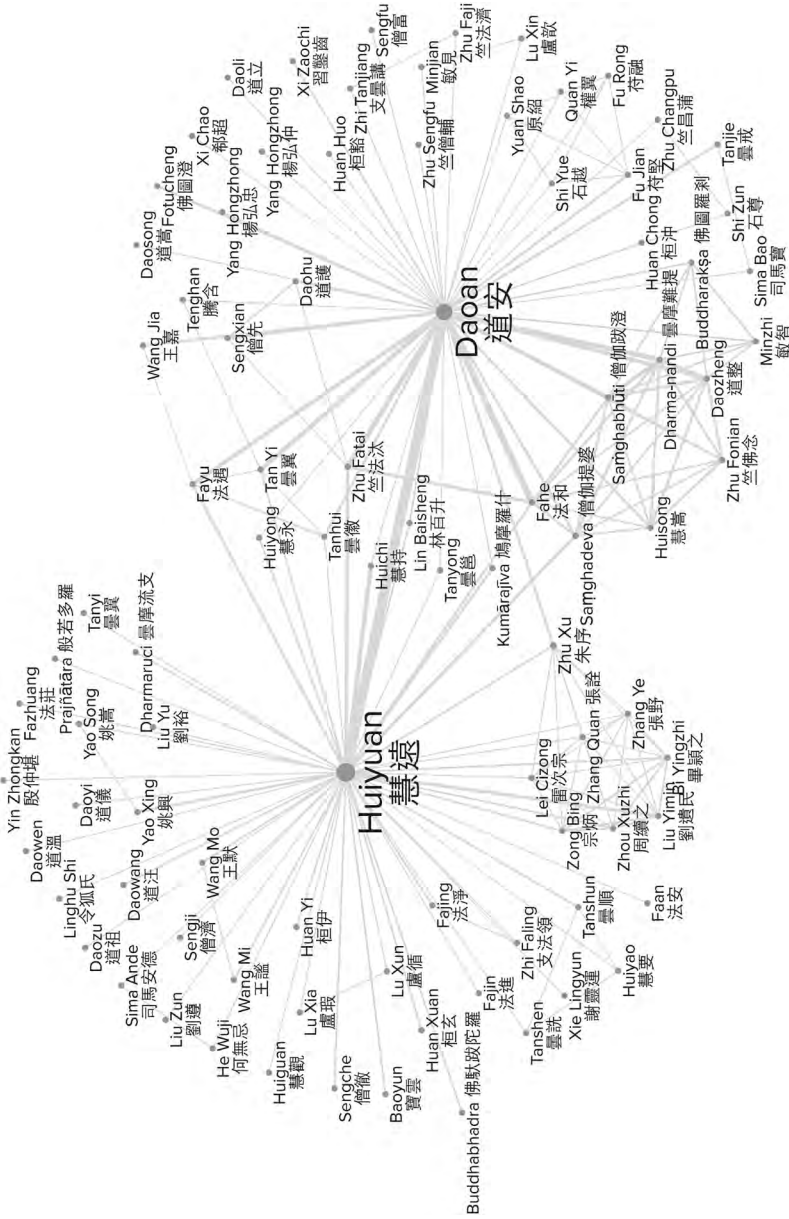 Yin Zhongkan
殷仲堪
Fazhuang
法莊
Prajñātāra 般若多羅
Yao Song
姚嵩
Tanyi
曇翼
Dharmaruci 曇摩流支
Liu Yu
劉裕
Daowen
道溫
Daoyi
道儀
Yao Xing
姚興
Linghu Shi
令狐氏
Daowang
道汪
Wang Mo
王默
Daozu
道祖
Sengji
僧濟
Sima Ande
司馬安德
Wang Mi
王謐
Huan Yi
桓伊
Liu Zun
劉遵
He Wuji
何無忌
Lu Xia
盧瑕
Lu Xun
盧循
Huiguan
慧觀
Sengche
僧徹
Baoyun
寶雲
Huan Xuan
桓玄
Buddhabhadra 佛馱跋陀羅
Huiyuan
慧遠
Fajing
法淨
Fajin
法進
Zhi Faling
支法領
Tanshen
曇詵
Xie Lingyun
謝靈運
Tanshun
曇順
Huiyao
慧要
Faan
法安
Lei Cizong
雷次宗
Zong Bing
宗炳
Zhang Quan 張詮
Zhou Xuzhi
周續之
Zhang Ye
張野
Liu Yimin
劉遺民
Bi Yingzhi
畢穎之
Zhu Xu
朱序
Fayu
法遇
Tan Yi
曇翼
Huiyong
慧永
Tanhui
曇徽
Zhu Fatai
竺法汰
Huichi
慧持
Lin Baisheng
林百升
Tanyong
曇邕
Kumārajīva 鳩摩羅什
Fahe
法和
Saṃghadeva 僧伽提婆
Wang Jia
王嘉
Tenghan
騰含
Sengxian
僧先
Daosong
道嵩
Daohu
道護
Fotucheng
佛圖澄
Yang Hongzhong
楊弘忠
Xi Chao
郗超
Yang Hongzhong
楊弘仲
Daoli
道立
Xi Zaochi
習鑿齒
Huan Huo
桓豁
Zhi Tanjiang
支曇講
Sengfu
僧富
Zhu Sengfu
竺僧輔
Minjian
敏見
Zhu Faji
竺法濟
Lu Xin
盧歆
Daoan
道安
Yuan Shao
原紹
Quan Yi
權翼
Shi Yue
石越
Fu Rong
苻融
Fu Jian
苻堅
Zhu Changpu
竺昌蒲
Tanjie
曇戒
Huan Chong
桓沖
Shi Zun
石尊
Buddharakṣa 佛圖羅剎
Sima Bao
司馬寶
Dharma-nandi 曇摩難提
Saṃghabhūti 僧伽跋澄
Daozheng
道整
Minzhi
敏智
Zhu Fonian
竺佛念
Huisong
慧嵩